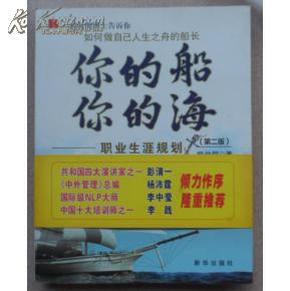 告诉你
如何做自己人生之舟的船长
你的船
你的海
职业生涯规划
(第二版)
共和国四大演讲家之一 彭清一
《中外管理》总编 杨沛霆
国际级NLP大师 李中莹
中国十大培训师之一 李践
倾力作序
隆重推荐
新华出版社